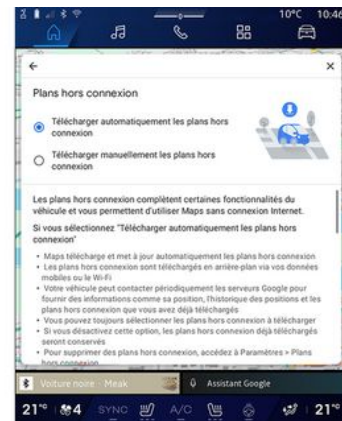 10°C 10:46
Plans hors connexion
Télécharger automatiquement les plans hors
connexion
Télécharger manuellement les plans hors
connexion
Les plans hors connexion complètent certaines fonctionnalités du
véhicule et vous permettent d'utiliser Maps sans connexion Internet.
Si vous sélectionnez "Télécharger automatiquement les plans hors
connexion"
• Maps télécharge et met à jour automatiquement les plans hors connexion
• Les plans hors connexion sont téléchargés en arrière-plan via vos données
mobiles ou le Wi-Fi
• Votre véhicule peut contacter périodiquement les serveurs Google pour
fournir des informations comme sa position, l'historique des positions et les
plans hors connexion que vous avez déjà téléchargés
• Vous pouvez toujours sélectionner les plans hors connexion à télécharger
• Si vous désactivez cette option, les plans hors connexion déjà téléchargés
seront conservés
• Pour supprimer des plans hors connexion, accédez à Paramètres > Plans
hors connexion
Voiture noire - Meak Assistant Google
21°C 4 SYNC A/C 21°C